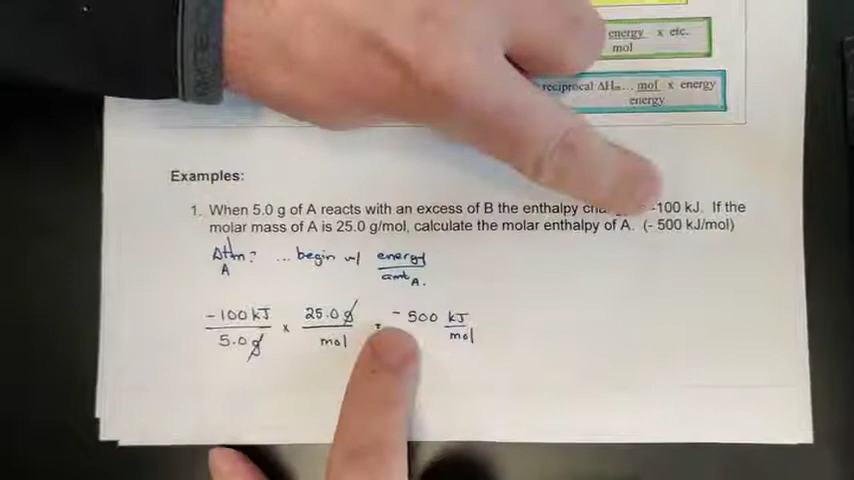 energy x etc.
mol
reciprocal ΔHₘ... mol x energy
energy
Examples:
1. When 5.0 g of A reacts with an excess of B the enthalpy -100 kJ. If the
molar mass of A is 25.0 g/mol, calculate the molar enthalpy of A. (- 500 kJ/mol)
ΔHm? ... begin w/ energy
A amt A.
-100 kJ x 25.0 g - 500 kJ
5.0 g mol mol